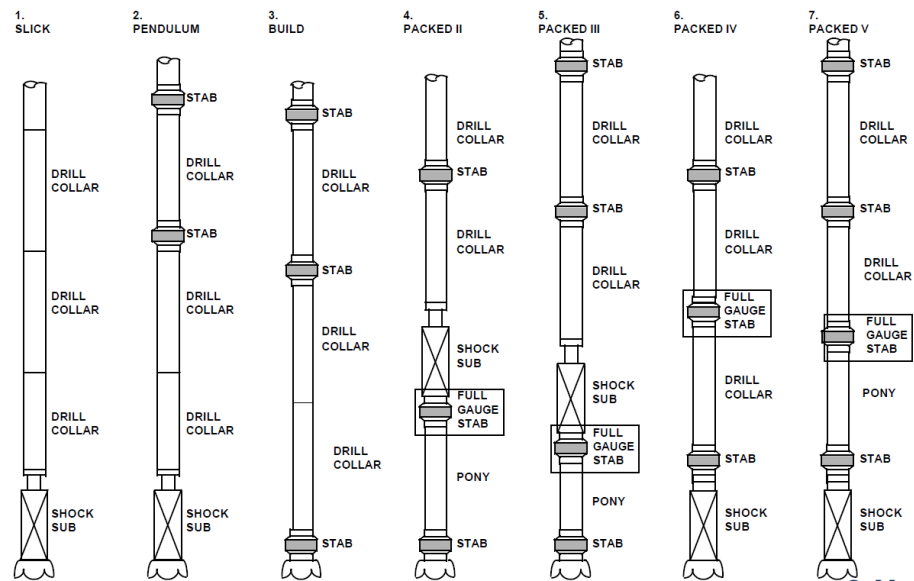 1.
SLICK
DRILL
COLLAR
DRILL
COLLAR
DRILL
COLLAR
SHOCK
SUB
2.
PENDULUM
STAB
DRILL
COLLAR
STAB
DRILL
COLLAR
DRILL
COLLAR
SHOCK
SUB
3.
BUILD
STAB
DRILL
COLLAR
STAB
DRILL
COLLAR
DRILL
COLLAR
STAB
4.
PACKED II
DRILL
COLLAR
STAB
DRILL
COLLAR
SHOCK
SUB
FULL
GAUGE
STAB
PONY
STAB
5.
PACKED III
STAB
DRILL
COLLAR
STAB
DRILL
COLLAR
SHOCK
SUB
FULL
GAUGE
STAB
PONY
STAB
6.
PACKED IV
DRILL
COLLAR
STAB
DRILL
COLLAR
FULL
GAUGE
STAB
DRILL
COLLAR
STAB
SHOCK
SUB
7.
PACKED V
STAB
DRILL
COLLAR
STAB
DRILL
COLLAR
FULL
GAUGE
STAB
PONY
STAB
SHOCK
SUB